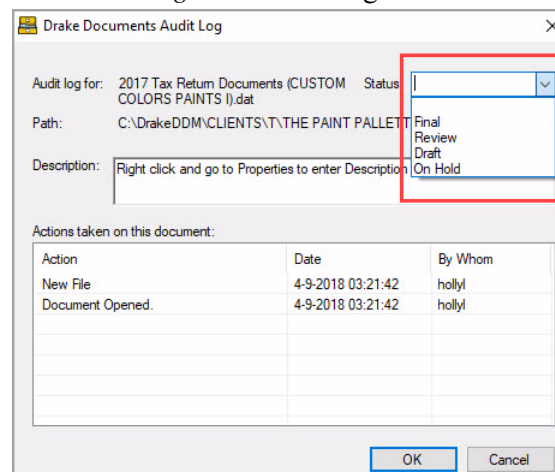 Drake Documents Audit Log
Audit log for: 2017 Tax Return Documents (CUSTOM COLORS PAINTS I).dat
Status
Path: C:\DrakeDDM\CLIENTS\T\THE PAINT PALLETT
Final
Review
Draft
On Hold
Description: Right click and go to Properties to enter Description
Actions taken on this document:
Action Date By Whom
New File 4-9-2018 03:21:42 hollyl
Document Opened. 4-9-2018 03:21:42 hollyl
OK Cancel